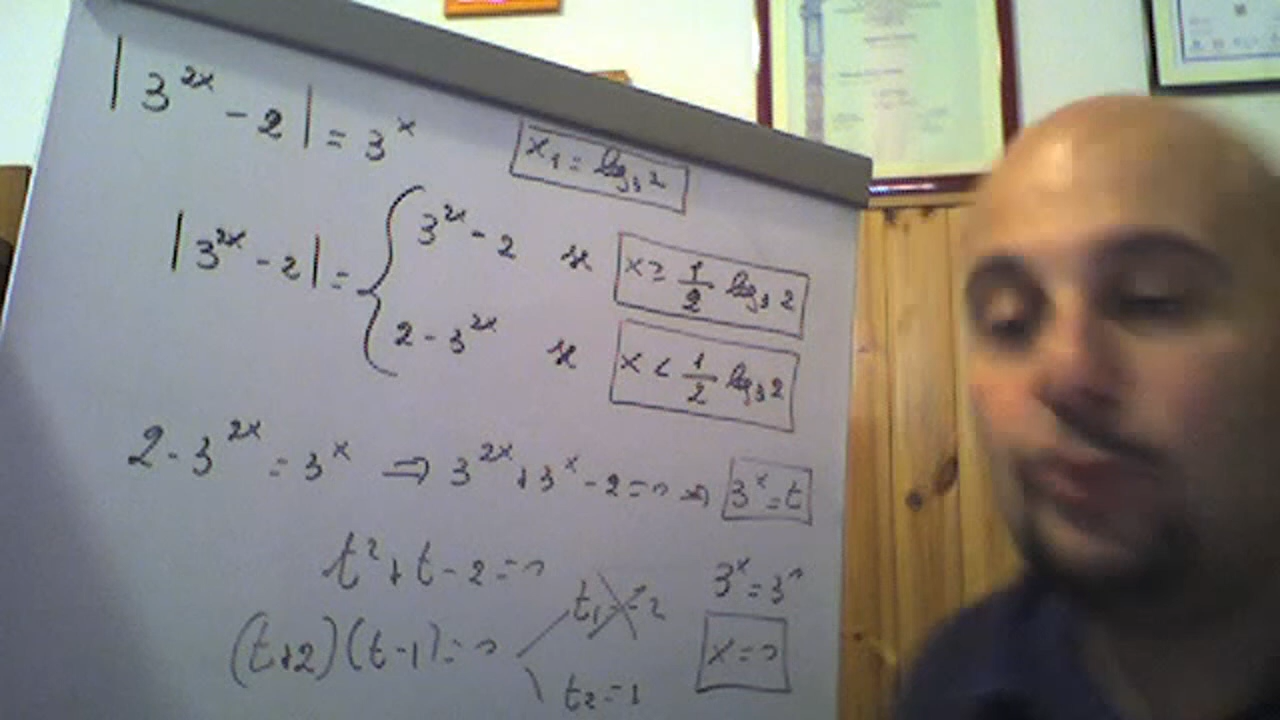 |3^2x - 2| = 3^x
x₁ = log₃ 2
|3^2x - 2| = {
3^2x - 2 se x ≥ 1/2 log₃ 2
2 - 3^2x se x < 1/2 log₃ 2
2 - 3^2x = 3^x ⇒ 3^2x + 3^x - 2 = 0 ⇒ 3^x = t
t² + t - 2 = 0
(t+2)(t-1) = 0
t₁ = -2
t₂ = 1
3^x = 3^0
x = 0